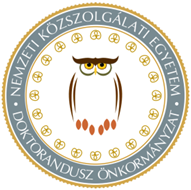 NEMZETI KÖZSZOLGÁLATI EGYETEM
DOKTORANDUSZ ÖNKORMÁNYZAT